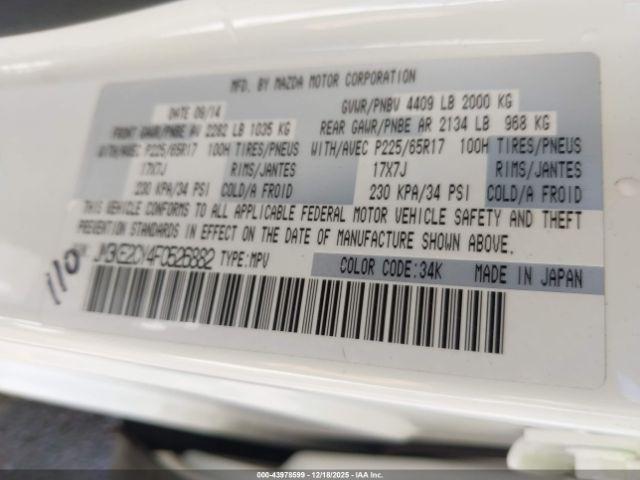 MFD. BY MAZDA MOTOR CORPORATION
DATE 09/14 GVWR/PNBV 4409 LB 2000 KG
FRONT GAWR/PNBE AV 2282 LB 1035 KG REAR GAWR/PNBE AR 2134 LB 968 KG
WITH/AVEC P225/65R17 100H TIRES/PNEUS WITH/AVEC P225/65R17 100H TIRES/PNEUS
17X7J RIMS/JANTES 17X7J RIMS/JANTES
230 KPA/34 PSI COLD/A FROID 230 KPA/34 PSI COLD/A FROID
THIS VEHICLE CONFORMS TO ALL APPLICABLE FEDERAL MOTOR VEHICLE SAFETY AND THEFT
PREVENTION STANDARDS IN EFFECT ON THE DATE OF MANUFACTURE SHOWN ABOVE.
JM3KE2CY4F0526882 TYPE:MPV COLOR CODE:34K MADE IN JAPAN
110
00-43978599 - 12/18/2025 - IAAI.CA